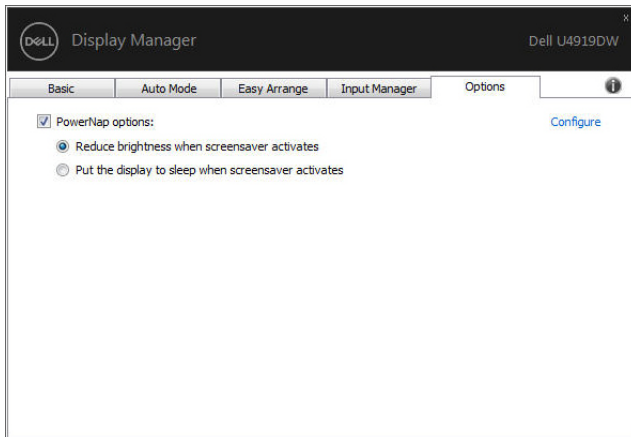 x
DELL Display Manager Dell U4919DW
Basic Auto Mode Easy Arrange Input Manager Options i
PowerNap options: Configure
Reduce brightness when screensaver activates
Put the display to sleep when screensaver activates